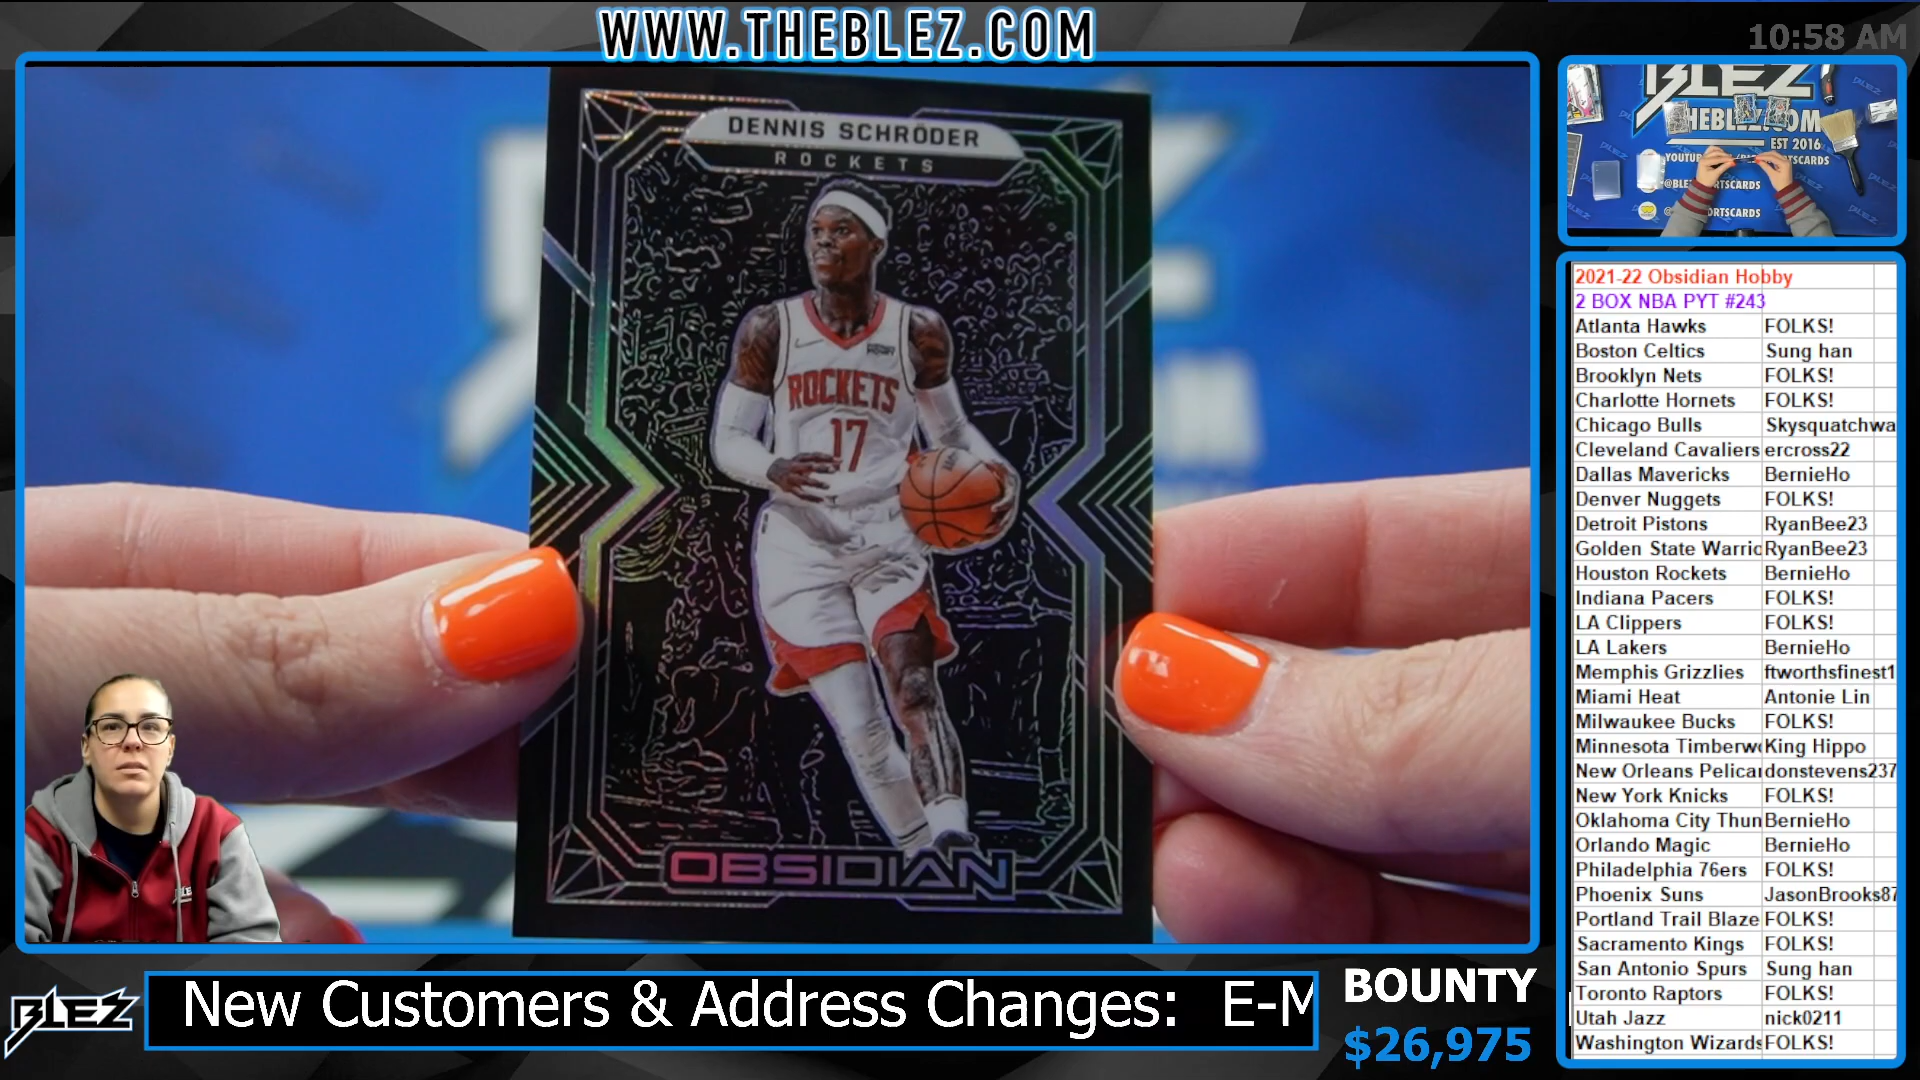 WWW.THEBLEZ.COM
10:58 AM
DENNIS SCHRÖDER
ROCKETS
ROCKETS
17
OBSIDIAN
BLEZ
THEBLEZ.COM
EST 2016
2021-22 Obsidian Hobby
2 BOX NBA PYT #243
Atlanta Hawks FOLKS!
Boston Celtics Sung han
Brooklyn Nets FOLKS!
Charlotte Hornets FOLKS!
Chicago Bulls Skysquatchwa
Cleveland Cavaliers ercross22
Dallas Mavericks BernieHo
Denver Nuggets FOLKS!
Detroit Pistons RyanBee23
Golden State Warric RyanBee23
Houston Rockets BernieHo
Indiana Pacers FOLKS!
LA Clippers FOLKS!
LA Lakers BernieHo
Memphis Grizzlies ftworthsfinest1
Miami Heat Antonie Lin
Milwaukee Bucks FOLKS!
Minnesota Timberwo King Hippo
New Orleans Pelica donstevens237
New York Knicks FOLKS!
Oklahoma City Thun BernieHo
Orlando Magic BernieHo
Philadelphia 76ers FOLKS!
Phoenix Suns JasonBrooks87
Portland Trail Blaze FOLKS!
Sacramento Kings FOLKS!
San Antonio Spurs Sung han
Toronto Raptors FOLKS!
Utah Jazz nick0211
Washington Wizards FOLKS!
BLEZ
New Customers & Address Changes: E-M
BOUNTY
$26,975